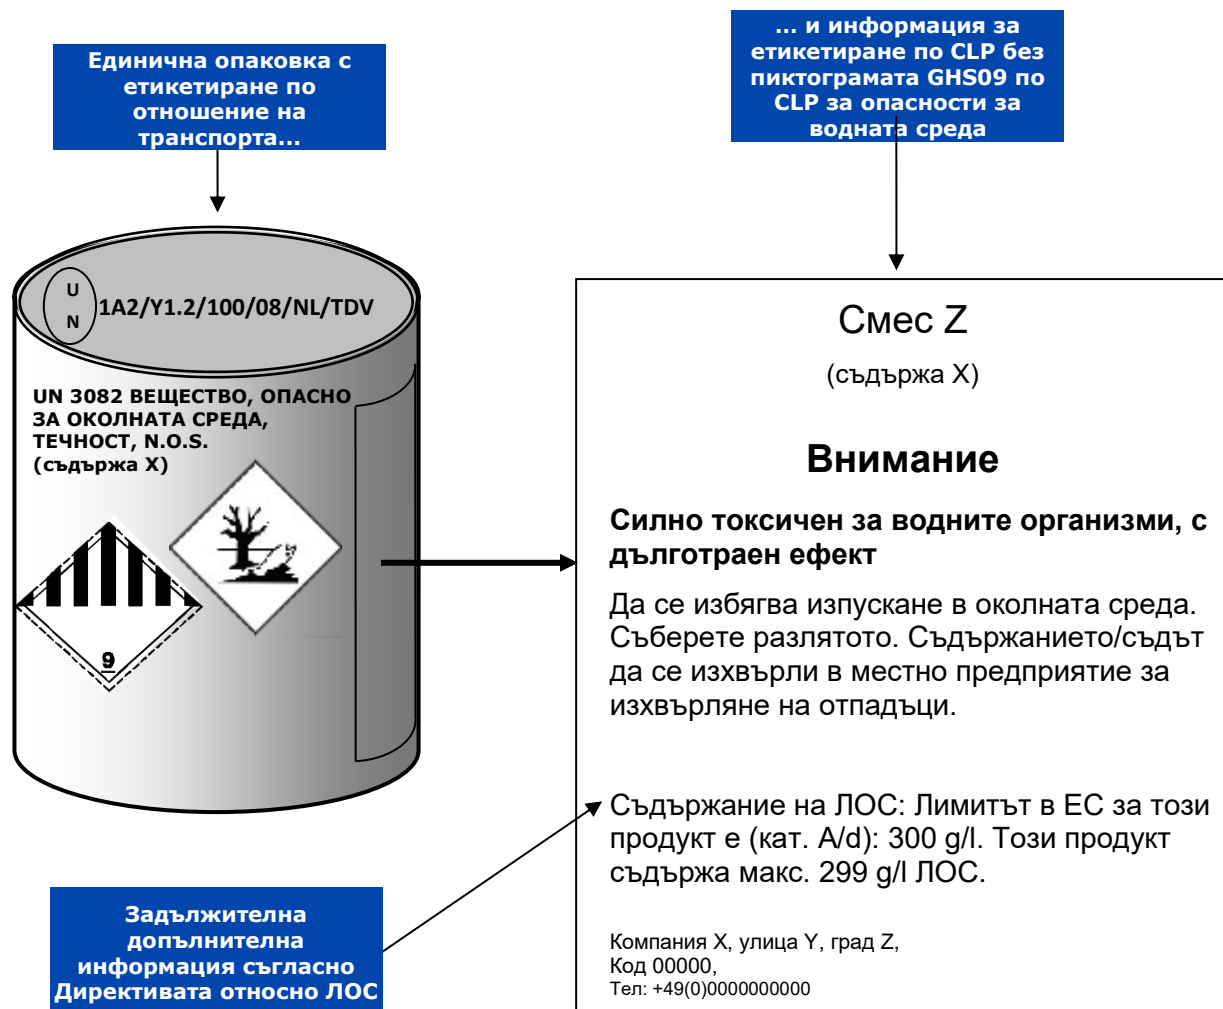 Единична опаковка с
етикетиране по
отношение на
транспорта...
... и информация за
етикетиране по CLP без
пиктограмата GHS09 по
CLP за опасности за
водната среда
U
N
1A2/Y1.2/100/08/NL/TDV
UN 3082 ВЕЩЕСТВО, ОПАСНО
ЗА ОКОЛНАТА СРЕДА,
ТЕЧНОСТ, N.O.S.
(съдържа X)
9
Смес Z
(съдържа X)
Внимание
Силно токсичен за водните организми, с
дълготраен ефект
Да се избягва изпускане в околната среда.
Съберете разлятото. Съдържанието/съдът
да се изхвърли в местно предприятие за
изхвърляне на отпадъци.
Съдържание на ЛОС: Лимитът в ЕС за този
продукт е (кат. A/d): 300 g/l. Този продукт
съдържа макс. 299 g/l ЛОС.
Компания X, улица Y, град Z,
Код 00000,
Тел: +49(0)0000000000
Задължителна
допълнителна
информация съгласно
Директивата относно ЛОС